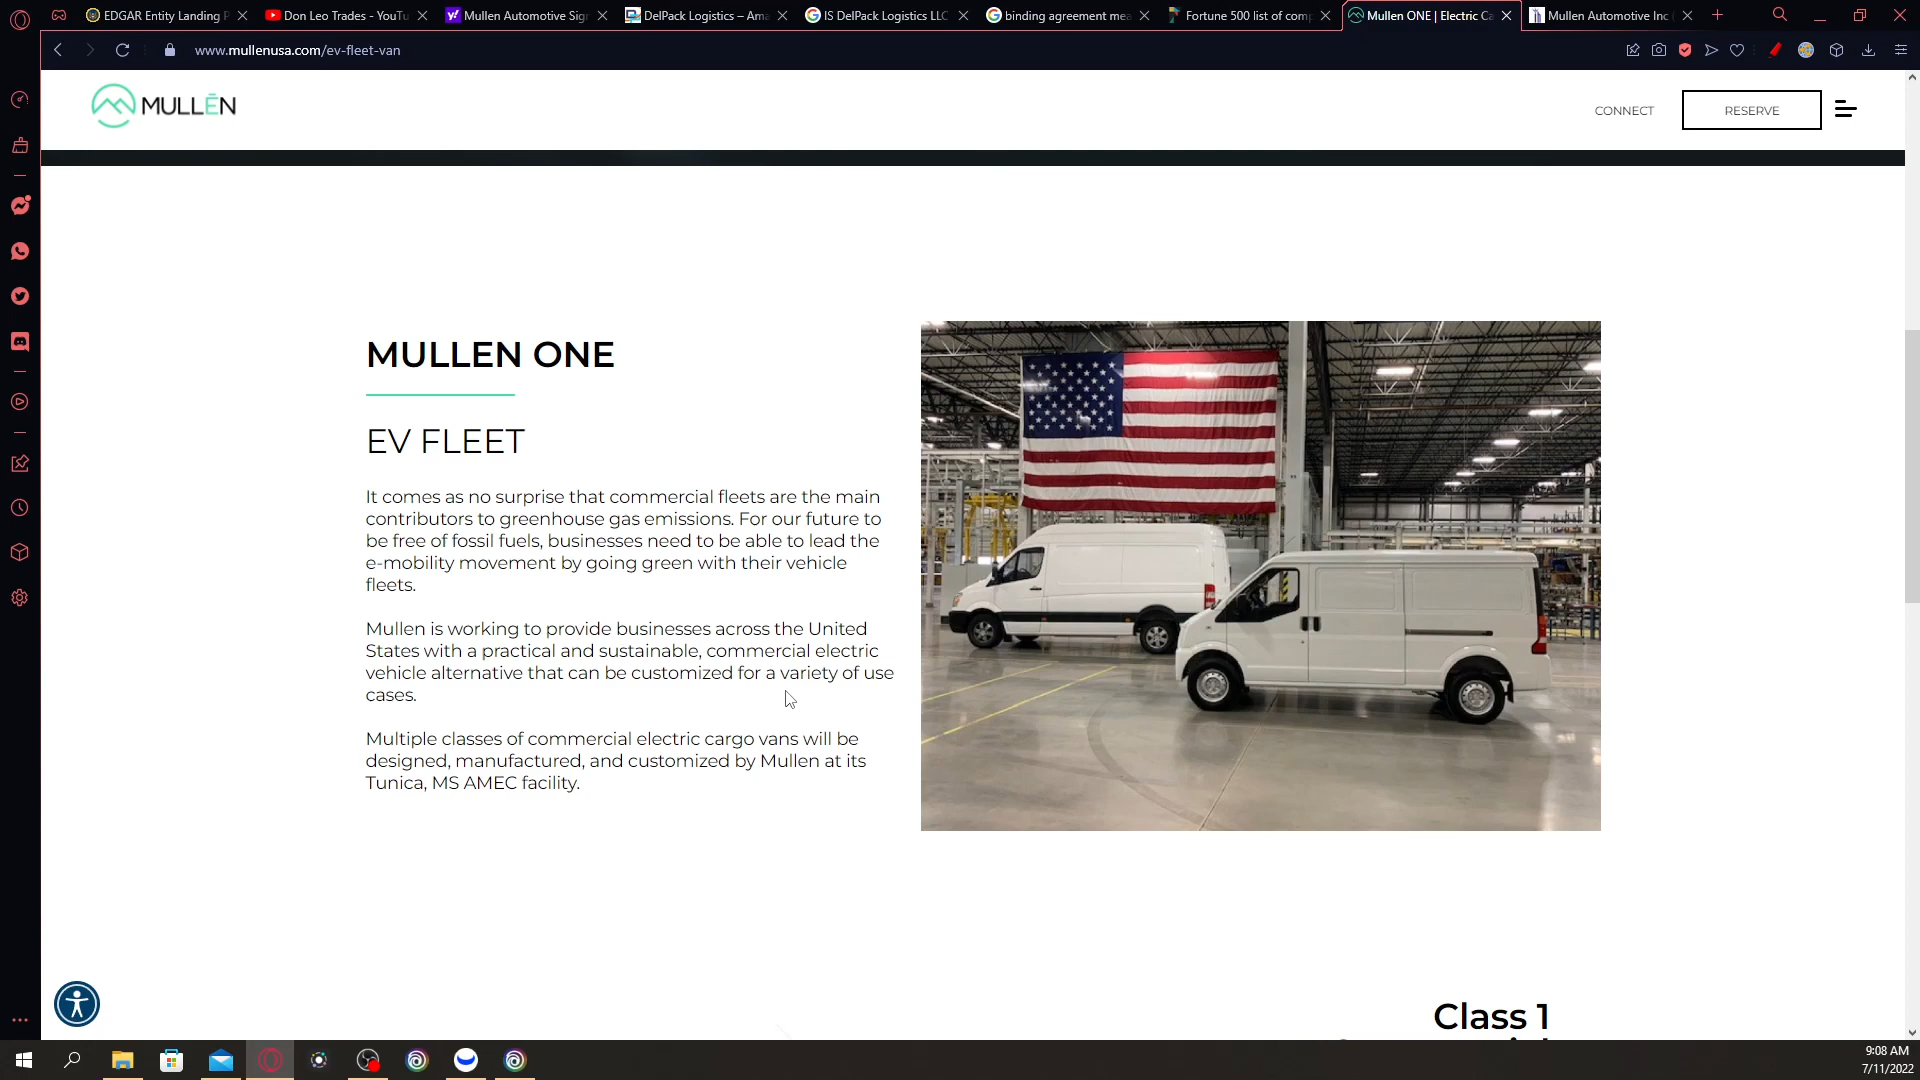 EDGAR Entity Landing P
Don Leo Trades - YouTu
Mullen Automotive Sig
DelPack Logistics – Ama
IS DelPack Logistics LLC
binding agreement mea
Fortune 500 list of comp
Mullen ONE | Electric Ca
Mullen Automotive Inc (
www.mullenusa.com/ev-fleet-van
MULLĒN
CONNECT
RESERVE
MULLEN ONE
EV FLEET
It comes as no surprise that commercial fleets are the main
contributors to greenhouse gas emissions. For our future to
be free of fossil fuels, businesses need to be able to lead the
e-mobility movement by going green with their vehicle
fleets.
Mullen is working to provide businesses across the United
States with a practical and sustainable, commercial electric
vehicle alternative that can be customized for a variety of use
cases.
Multiple classes of commercial electric cargo vans will be
designed, manufactured, and customized by Mullen at its
Tunica, MS AMEC facility.
Class 1
9:08 AM
7/11/2022